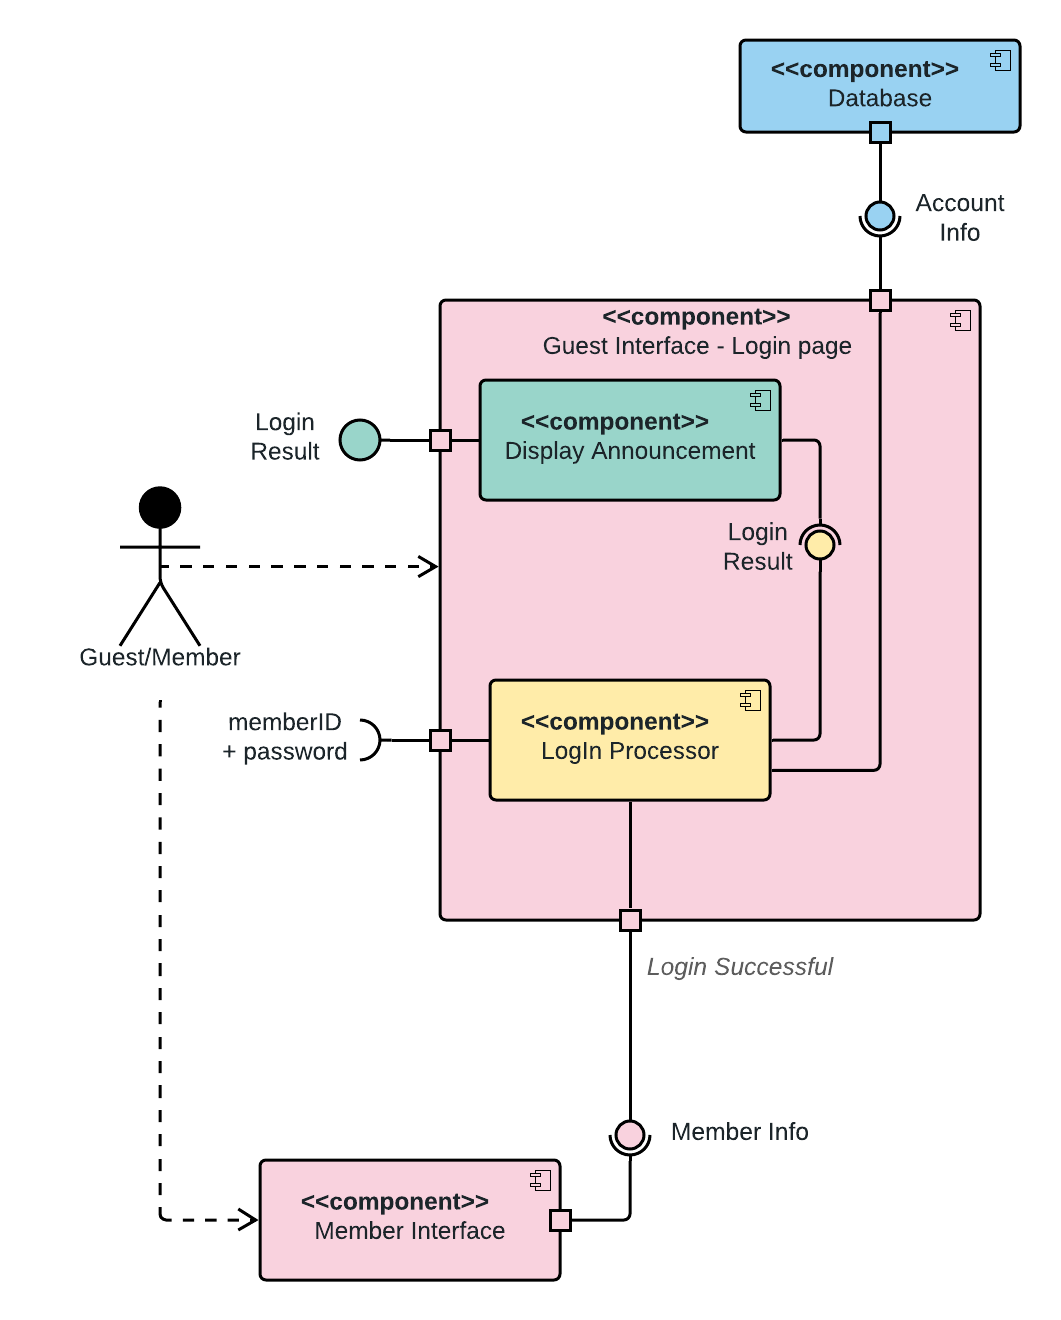 <<component>>
Database
Account
Info
<<component>>
Guest Interface - Login page
Login
Result
<<component>>
Display Announcement
Login
Result
Guest/Member
memberID
+ password
<<component>>
LogIn Processor
Login Successful
Member Info
<<component>>
Member Interface